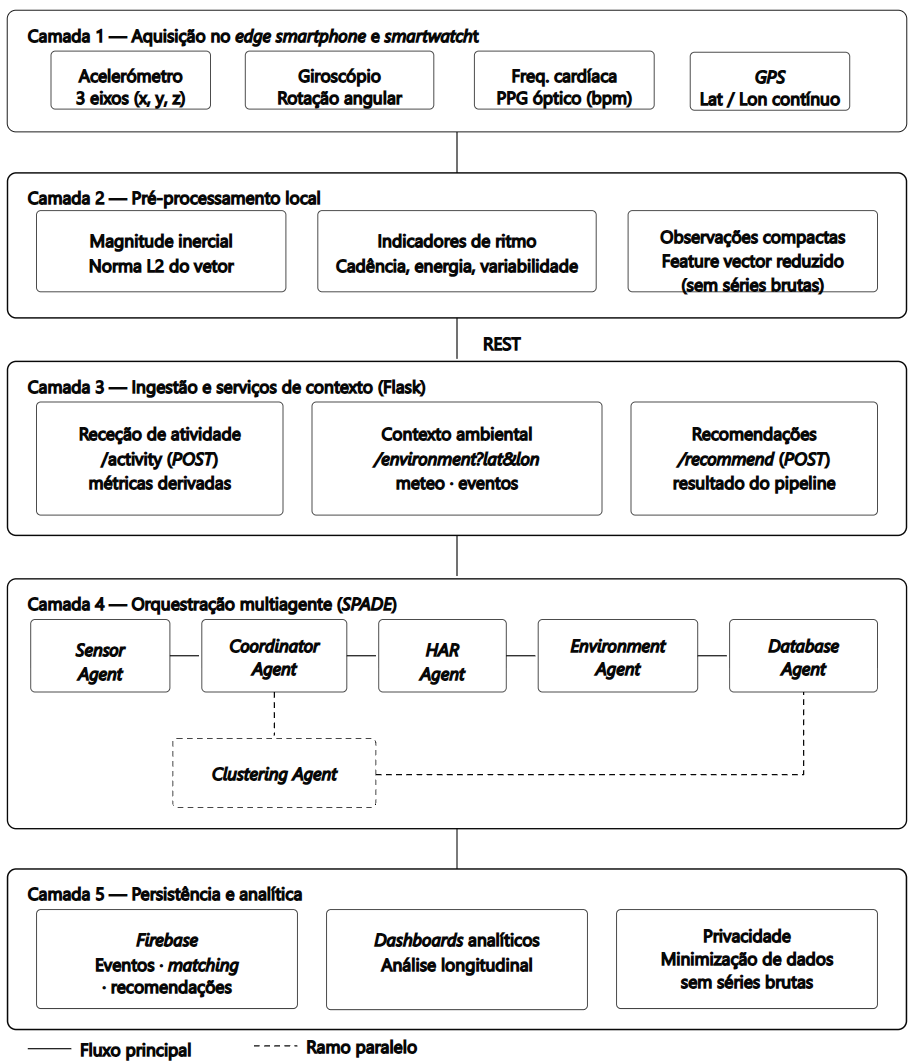 Camada 1 — Aquisição no edge smartphone e smartwatcht
Acelerómetro
3 eixos (x, y, z)
Giroscópio
Rotação angular
Freq. cardíaca
PPG óptico (bpm)
GPS
Lat / Lon contínuo
Camada 2 — Pré-processamento local
Magnitude inercial
Norma L2 do vetor
Indicadores de ritmo
Cadência, energia, variabilidade
Observações compactas
Feature vector reduzido
(sem séries brutas)
REST
Camada 3 — Ingestão e serviços de contexto (Flask)
Receção de atividade
/activity (POST)
métricas derivadas
Contexto ambiental
/environment?lat&lon
meteo · eventos
Recomendações
/recommend (POST)
resultado do pipeline
Camada 4 — Orquestração multiagente (SPADE)
Sensor
Agent
Coordinator
Agent
HAR
Agent
Environment
Agent
Database
Agent
Clustering Agent
Camada 5 — Persistência e analítica
Firebase
Eventos · matching
· recomendações
Dashboards analíticos
Análise longitudinal
Privacidade
Minimização de dados
sem séries brutas
Fluxo principal
Ramo paralelo